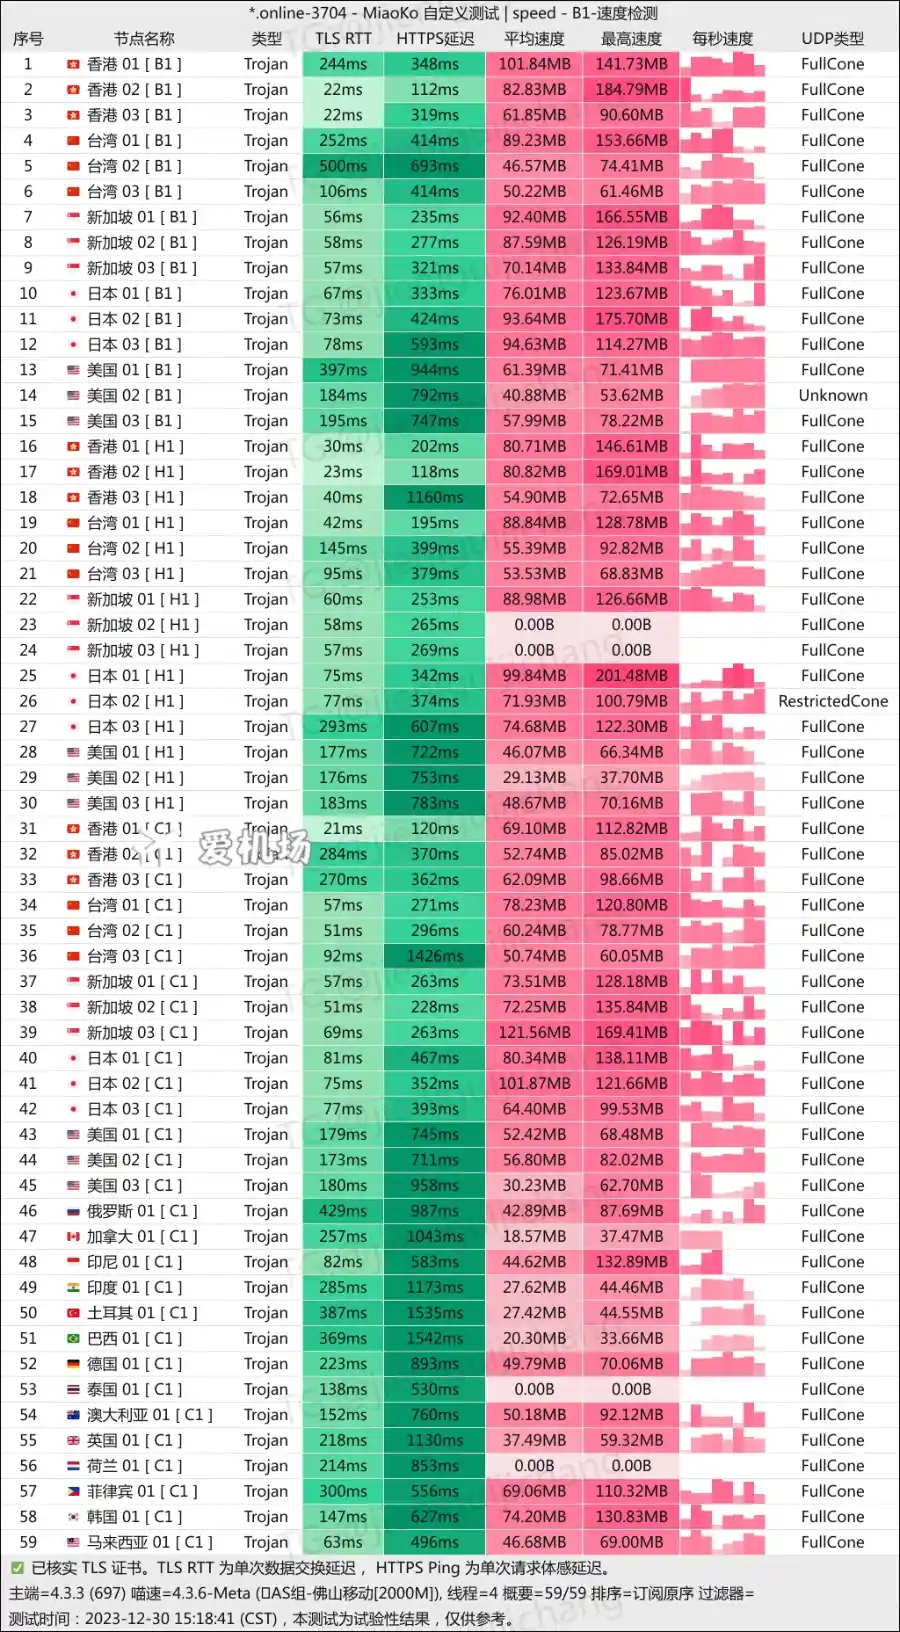 *.online-3704 - MiaoKo 自定义测试 | speed - B1-速度检测
序号 节点名称 类型 TLS RTT HTTPS延迟 平均速度 最高速度 每秒速度 UDP类型
1 香港 01 [ B1 ] Trojan 244ms 348ms 101.84MB 141.73MB FullCone
2 香港 02 [ B1 ] Trojan 22ms 112ms 82.83MB 184.79MB FullCone
3 香港 03 [ B1 ] Trojan 22ms 319ms 61.85MB 90.60MB FullCone
4 台湾 01 [ B1 ] Trojan 252ms 414ms 89.23MB 153.66MB FullCone
5 台湾 02 [ B1 ] Trojan 500ms 693ms 46.57MB 74.41MB FullCone
6 台湾 03 [ B1 ] Trojan 106ms 414ms 50.22MB 61.46MB FullCone
7 新加坡 01 [ B1 ] Trojan 56ms 235ms 92.40MB 166.55MB FullCone
8 新加坡 02 [ B1 ] Trojan 58ms 277ms 87.59MB 126.19MB FullCone
9 新加坡 03 [ B1 ] Trojan 57ms 321ms 70.14MB 133.84MB FullCone
10 日本 01 [ B1 ] Trojan 67ms 333ms 76.01MB 123.67MB FullCone
11 日本 02 [ B1 ] Trojan 73ms 424ms 93.64MB 175.70MB FullCone
12 日本 03 [ B1 ] Trojan 78ms 593ms 94.63MB 114.27MB FullCone
13 美国 01 [ B1 ] Trojan 397ms 944ms 61.39MB 71.41MB FullCone
14 美国 02 [ B1 ] Trojan 184ms 792ms 40.88MB 53.62MB Unknown
15 美国 03 [ B1 ] Trojan 195ms 747ms 57.99MB 78.22MB FullCone
16 香港 01 [ H1 ] Trojan 30ms 202ms 80.71MB 146.61MB FullCone
17 香港 02 [ H1 ] Trojan 23ms 118ms 80.82MB 169.01MB FullCone
18 香港 03 [ H1 ] Trojan 40ms 1160ms 54.90MB 72.65MB FullCone
19 台湾 01 [ H1 ] Trojan 42ms 195ms 88.84MB 128.78MB FullCone
20 台湾 02 [ H1 ] Trojan 145ms 399ms 55.39MB 92.82MB FullCone
21 台湾 03 [ H1 ] Trojan 95ms 379ms 53.53MB 68.83MB FullCone
22 新加坡 01 [ H1 ] Trojan 60ms 253ms 88.98MB 126.66MB FullCone
23 新加坡 02 [ H1 ] Trojan 58ms 265ms 0.00B 0.00B FullCone
24 新加坡 03 [ H1 ] Trojan 57ms 269ms 0.00B 0.00B FullCone
25 日本 01 [ H1 ] Trojan 75ms 342ms 99.84MB 201.48MB FullCone
26 日本 02 [ H1 ] Trojan 77ms 374ms 71.93MB 100.79MB RestrictedCone
27 日本 03 [ H1 ] Trojan 293ms 607ms 74.68MB 122.30MB FullCone
28 美国 01 [ H1 ] Trojan 177ms 722ms 46.07MB 66.34MB FullCone
29 美国 02 [ H1 ] Trojan 176ms 753ms 29.13MB 37.70MB FullCone
30 美国 03 [ H1 ] Trojan 183ms 783ms 48.67MB 70.16MB FullCone
31 香港 01 [ C1 ] Trojan 21ms 120ms 69.10MB 112.82MB FullCone
32 香港 02 [ C1 ] 284ms 370ms 52.74MB 85.02MB FullCone
爱机场
33 香港 03 [ C1 ] Trojan 270ms 362ms 62.09MB 98.66MB FullCone
34 台湾 01 [ C1 ] Trojan 57ms 271ms 78.23MB 120.80MB FullCone
35 台湾 02 [ C1 ] Trojan 51ms 296ms 60.24MB 78.77MB FullCone
36 台湾 03 [ C1 ] Trojan 92ms 1426ms 50.74MB 60.05MB FullCone
37 新加坡 01 [ C1 ] Trojan 57ms 263ms 73.51MB 128.18MB FullCone
38 新加坡 02 [ C1 ] Trojan 51ms 228ms 72.25MB 135.84MB FullCone
39 新加坡 03 [ C1 ] Trojan 69ms 263ms 121.56MB 169.41MB FullCone
40 日本 01 [ C1 ] Trojan 81ms 467ms 80.34MB 138.11MB FullCone
41 日本 02 [ C1 ] Trojan 75ms 352ms 101.87MB 121.66MB FullCone
42 日本 03 [ C1 ] Trojan 77ms 393ms 64.40MB 99.53MB FullCone
43 美国 01 [ C1 ] Trojan 179ms 745ms 52.42MB 68.48MB FullCone
44 美国 02 [ C1 ] Trojan 173ms 711ms 56.80MB 82.02MB FullCone
45 美国 03 [ C1 ] Trojan 180ms 958ms 30.23MB 62.70MB FullCone
46 俄罗斯 01 [ C1 ] Trojan 429ms 987ms 42.89MB 87.69MB FullCone
47 加拿大 01 [ C1 ] Trojan 257ms 1043ms 18.57MB 37.47MB FullCone
48 印尼 01 [ C1 ] Trojan 82ms 583ms 44.62MB 132.89MB FullCone
49 印度 01 [ C1 ] Trojan 285ms 1173ms 27.62MB 44.46MB FullCone
50 土耳其 01 [ C1 ] Trojan 387ms 1535ms 27.42MB 44.55MB FullCone
51 巴西 01 [ C1 ] Trojan 369ms 1542ms 20.30MB 33.66MB FullCone
52 德国 01 [ C1 ] Trojan 223ms 893ms 49.79MB 70.06MB FullCone
53 泰国 01 [ C1 ] Trojan 138ms 530ms 0.00B 0.00B FullCone
54 澳大利亚 01 [ C1 ] Trojan 152ms 760ms 50.18MB 92.12MB FullCone
55 英国 01 [ C1 ] Trojan 218ms 1130ms 37.49MB 59.32MB FullCone
56 荷兰 01 [ C1 ] Trojan 214ms 853ms 0.00B 0.00B FullCone
57 菲律宾 01 [ C1 ] Trojan 300ms 556ms 69.06MB 110.32MB FullCone
58 韩国 01 [ C1 ] Trojan 147ms 627ms 74.20MB 130.83MB FullCone
59 马来西亚 01 [ C1 ] Trojan 63ms 496ms 46.68MB 69.00MB FullCone
✅ 已核实 TLS 证书。TLS RTT 为单次数据交换延迟， HTTPS Ping 为单次请求体感延迟。
主端=4.3.3 (697) 喵速=4.3.6-Meta (▯AS组-佛山移动[2000M]), 线程=4 概要=59/59 排序=订阅原序 过滤器=
测试时间：2023-12-30 15:18:41 (CST)，本测试为试验性结果，仅供参考。